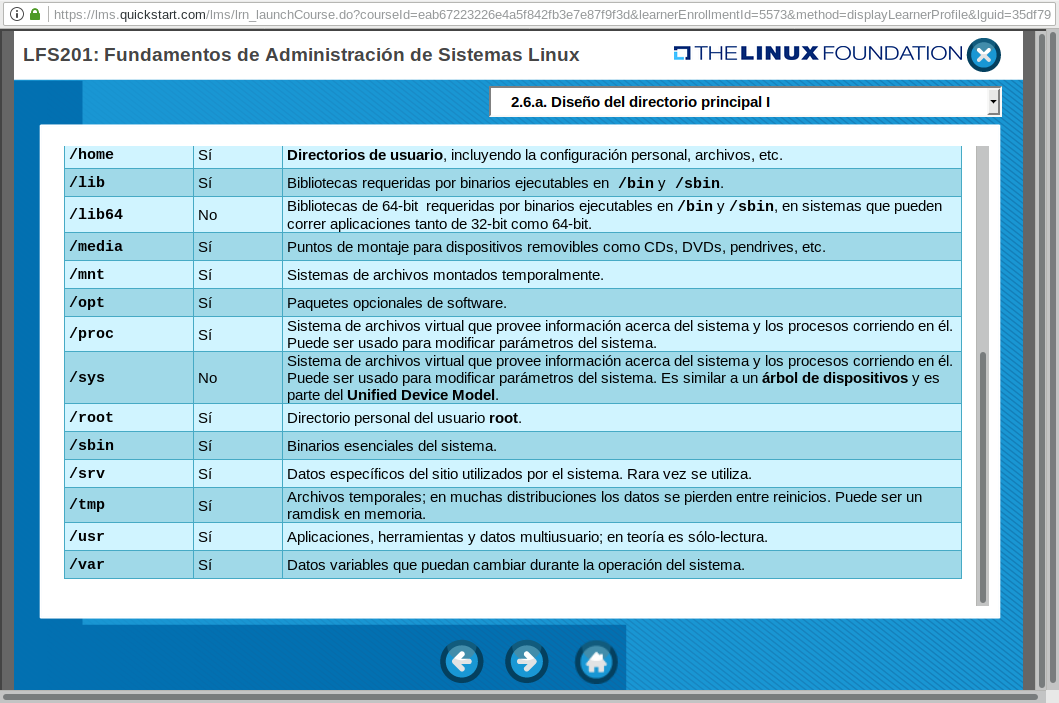 https://lms.quickstart.com/lms/lrn_launchCourse.do?courseId=eab67223226e4a5f842fb3e7e87f9f3d&learnerEnrollmentId=5573&method=displayLearnerProfile&lguid=35df79
LFS201: Fundamentos de Administración de Sistemas Linux
THE LINUX FOUNDATION
2.6.a. Diseño del directorio principal I
/home Sí Directorios de usuario, incluyendo la configuración personal, archivos, etc.
/lib Sí Bibliotecas requeridas por binarios ejecutables en /bin y /sbin.
/lib64 No Bibliotecas de 64-bit requeridas por binarios ejecutables en /bin y /sbin, en sistemas que pueden
correr aplicaciones tanto de 32-bit como 64-bit.
/media Sí Puntos de montaje para dispositivos removibles como CDs, DVDs, pendrives, etc.
/mnt Sí Sistemas de archivos montados temporalmente.
/opt Sí Paquetes opcionales de software.
/proc Sí Sistema de archivos virtual que provee información acerca del sistema y los procesos corriendo en él.
Puede ser usado para modificar parámetros del sistema.
/sys No Sistema de archivos virtual que provee información acerca del sistema y los procesos corriendo en él.
Puede ser usado para modificar parámetros del sistema. Es similar a un árbol de dispositivos y es
parte del Unified Device Model.
/root Sí Directorio personal del usuario root.
/sbin Sí Binarios esenciales del sistema.
/srv Sí Datos específicos del sitio utilizados por el sistema. Rara vez se utiliza.
/tmp Sí Archivos temporales; en muchas distribuciones los datos se pierden entre reinicios. Puede ser un
ramdisk en memoria.
/usr Sí Aplicaciones, herramientas y datos multiusuario; en teoría es sólo-lectura.
/var Sí Datos variables que puedan cambiar durante la operación del sistema.